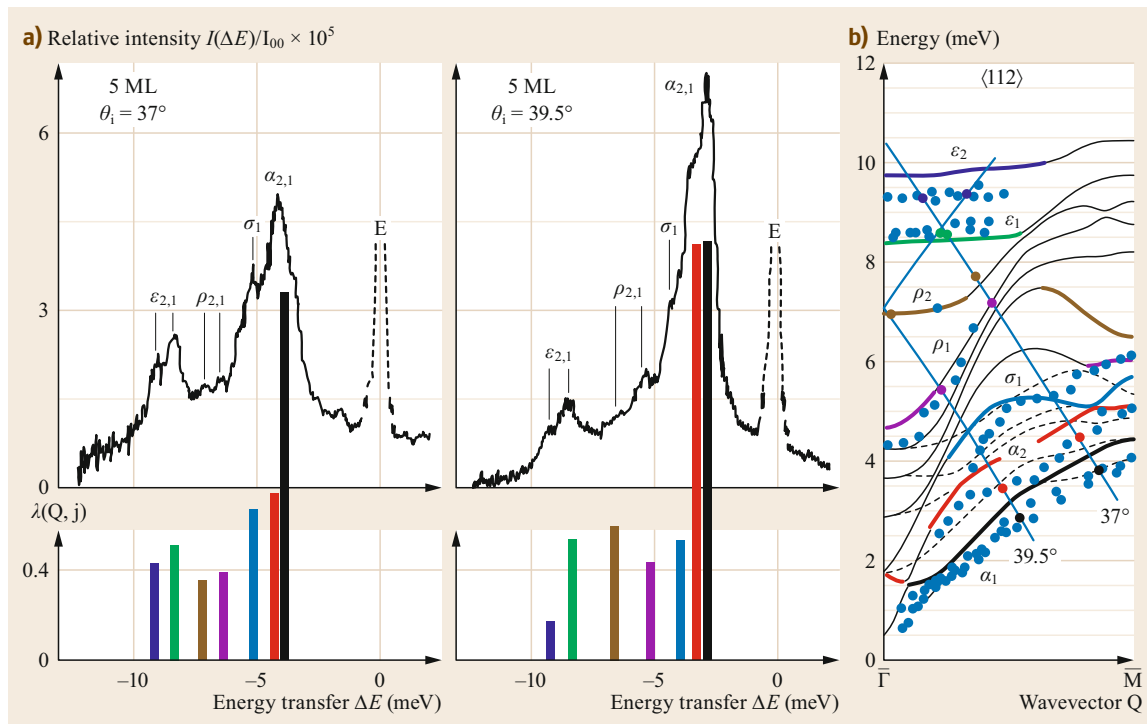 a) Relative intensity I(ΔE)/I₀₀ × 10⁵
5 ML
θᵢ = 37°
6
3
0
α₂,₁
σ₁
ε₂,₁
ρ₂,₁
E
5 ML
θᵢ = 39.5°
α₂,₁
σ₁
ρ₂,₁
ε₂,₁
E
λ(Q, j)
0.4
0
−10
−5
0
Energy transfer ΔE (meV)
−10
−5
0
Energy transfer ΔE (meV)
b) Energy (meV)
12
10
8
6
4
2
0
⟨112⟩
ε₂
ε₁
ρ₂
ρ₁
σ₁
α₂
α₁
37°
39.5°
Γ̅
M̅
Wavevector Q